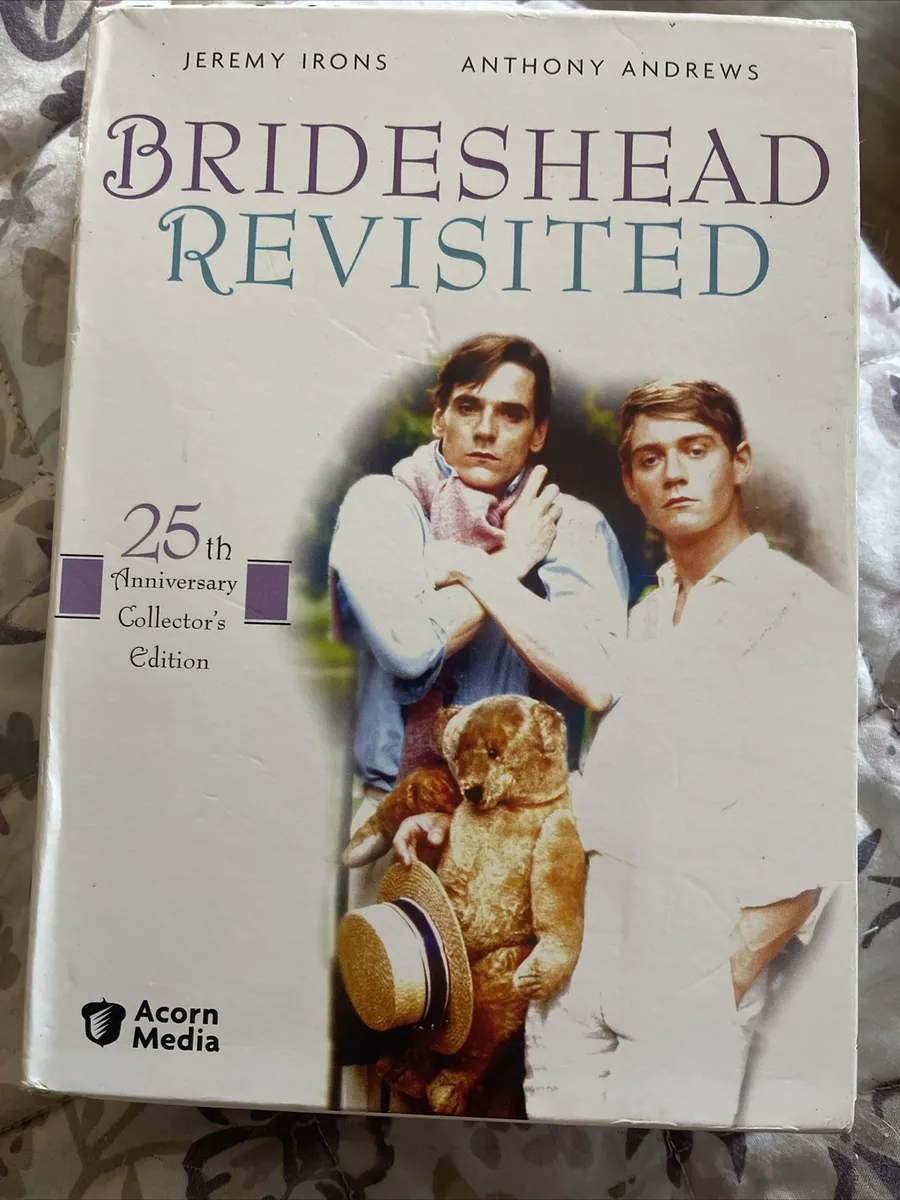 JEREMY IRONS ANTHONY ANDREWS
BRIDESHEAD
REVISITED
25th
Anniversary
Collector's
Edition
Acorn
Media